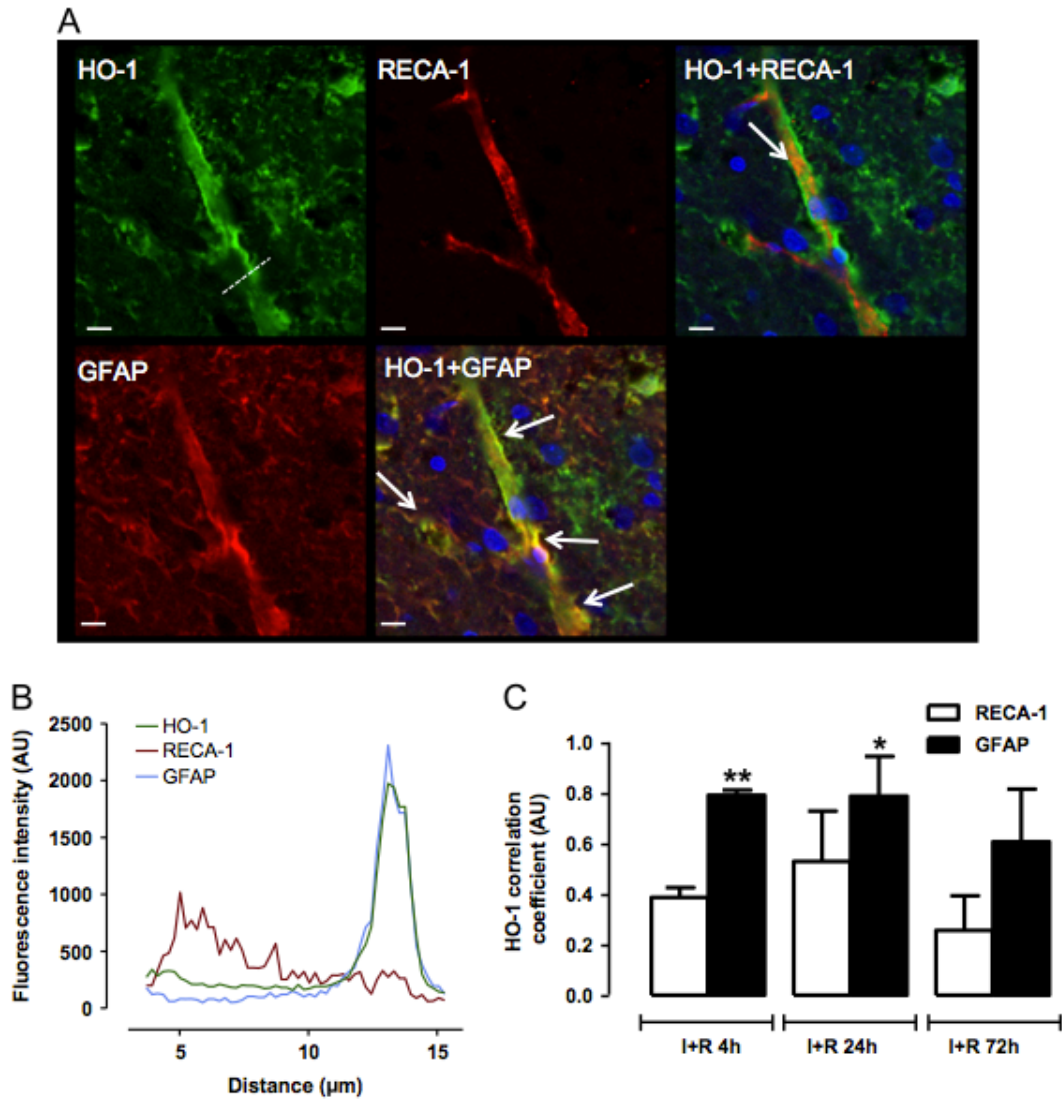 A
HO-1
RECA-1
HO-1+RECA-1
GFAP
HO-1+GFAP
B
Fluorescence intensity (AU)
2500
2000
1500
1000
500
0
HO-1
RECA-1
GFAP
5
10
15
Distance (µm)
C
RECA-1
GFAP
HO-1 correlation
coefficient (AU)
1.0
0.8
0.6
0.4
0.2
0.0
**
*
I+R 4h
I+R 24h
I+R 72h